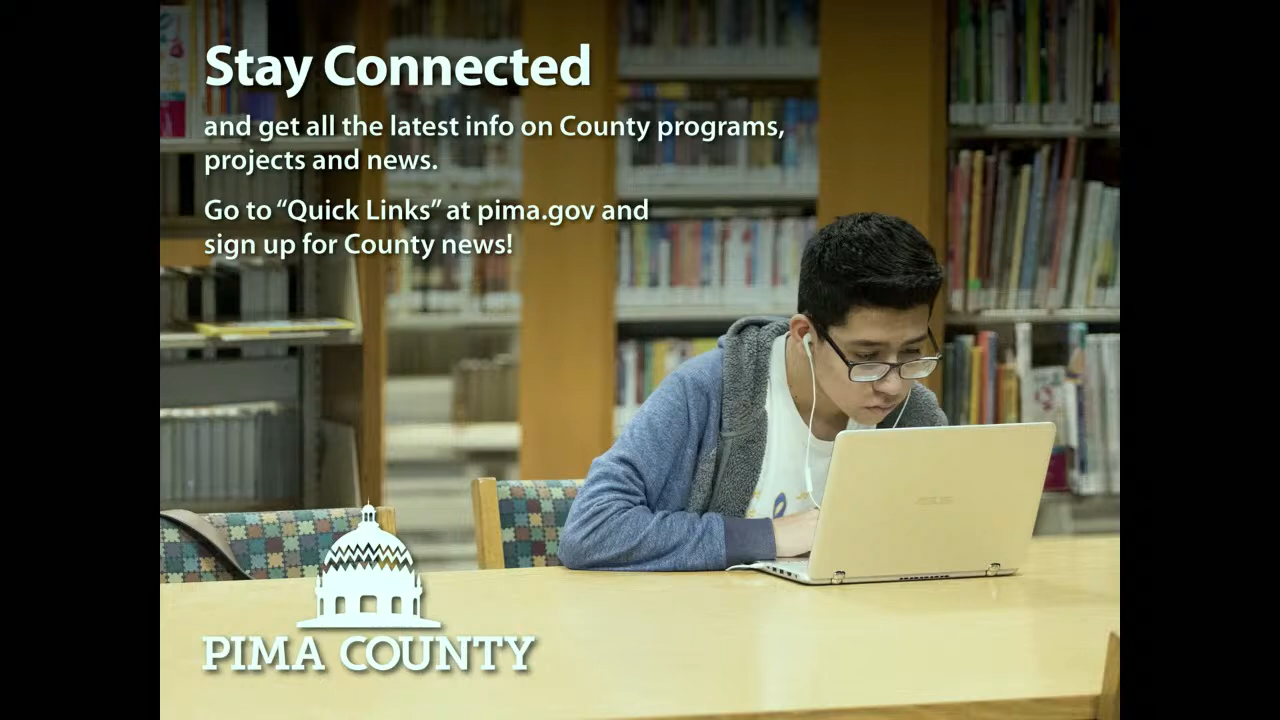 Stay Connected
and get all the latest info on County programs,
projects and news.
Go to “Quick Links” at pima.gov and
sign up for County news!
PIMA COUNTY